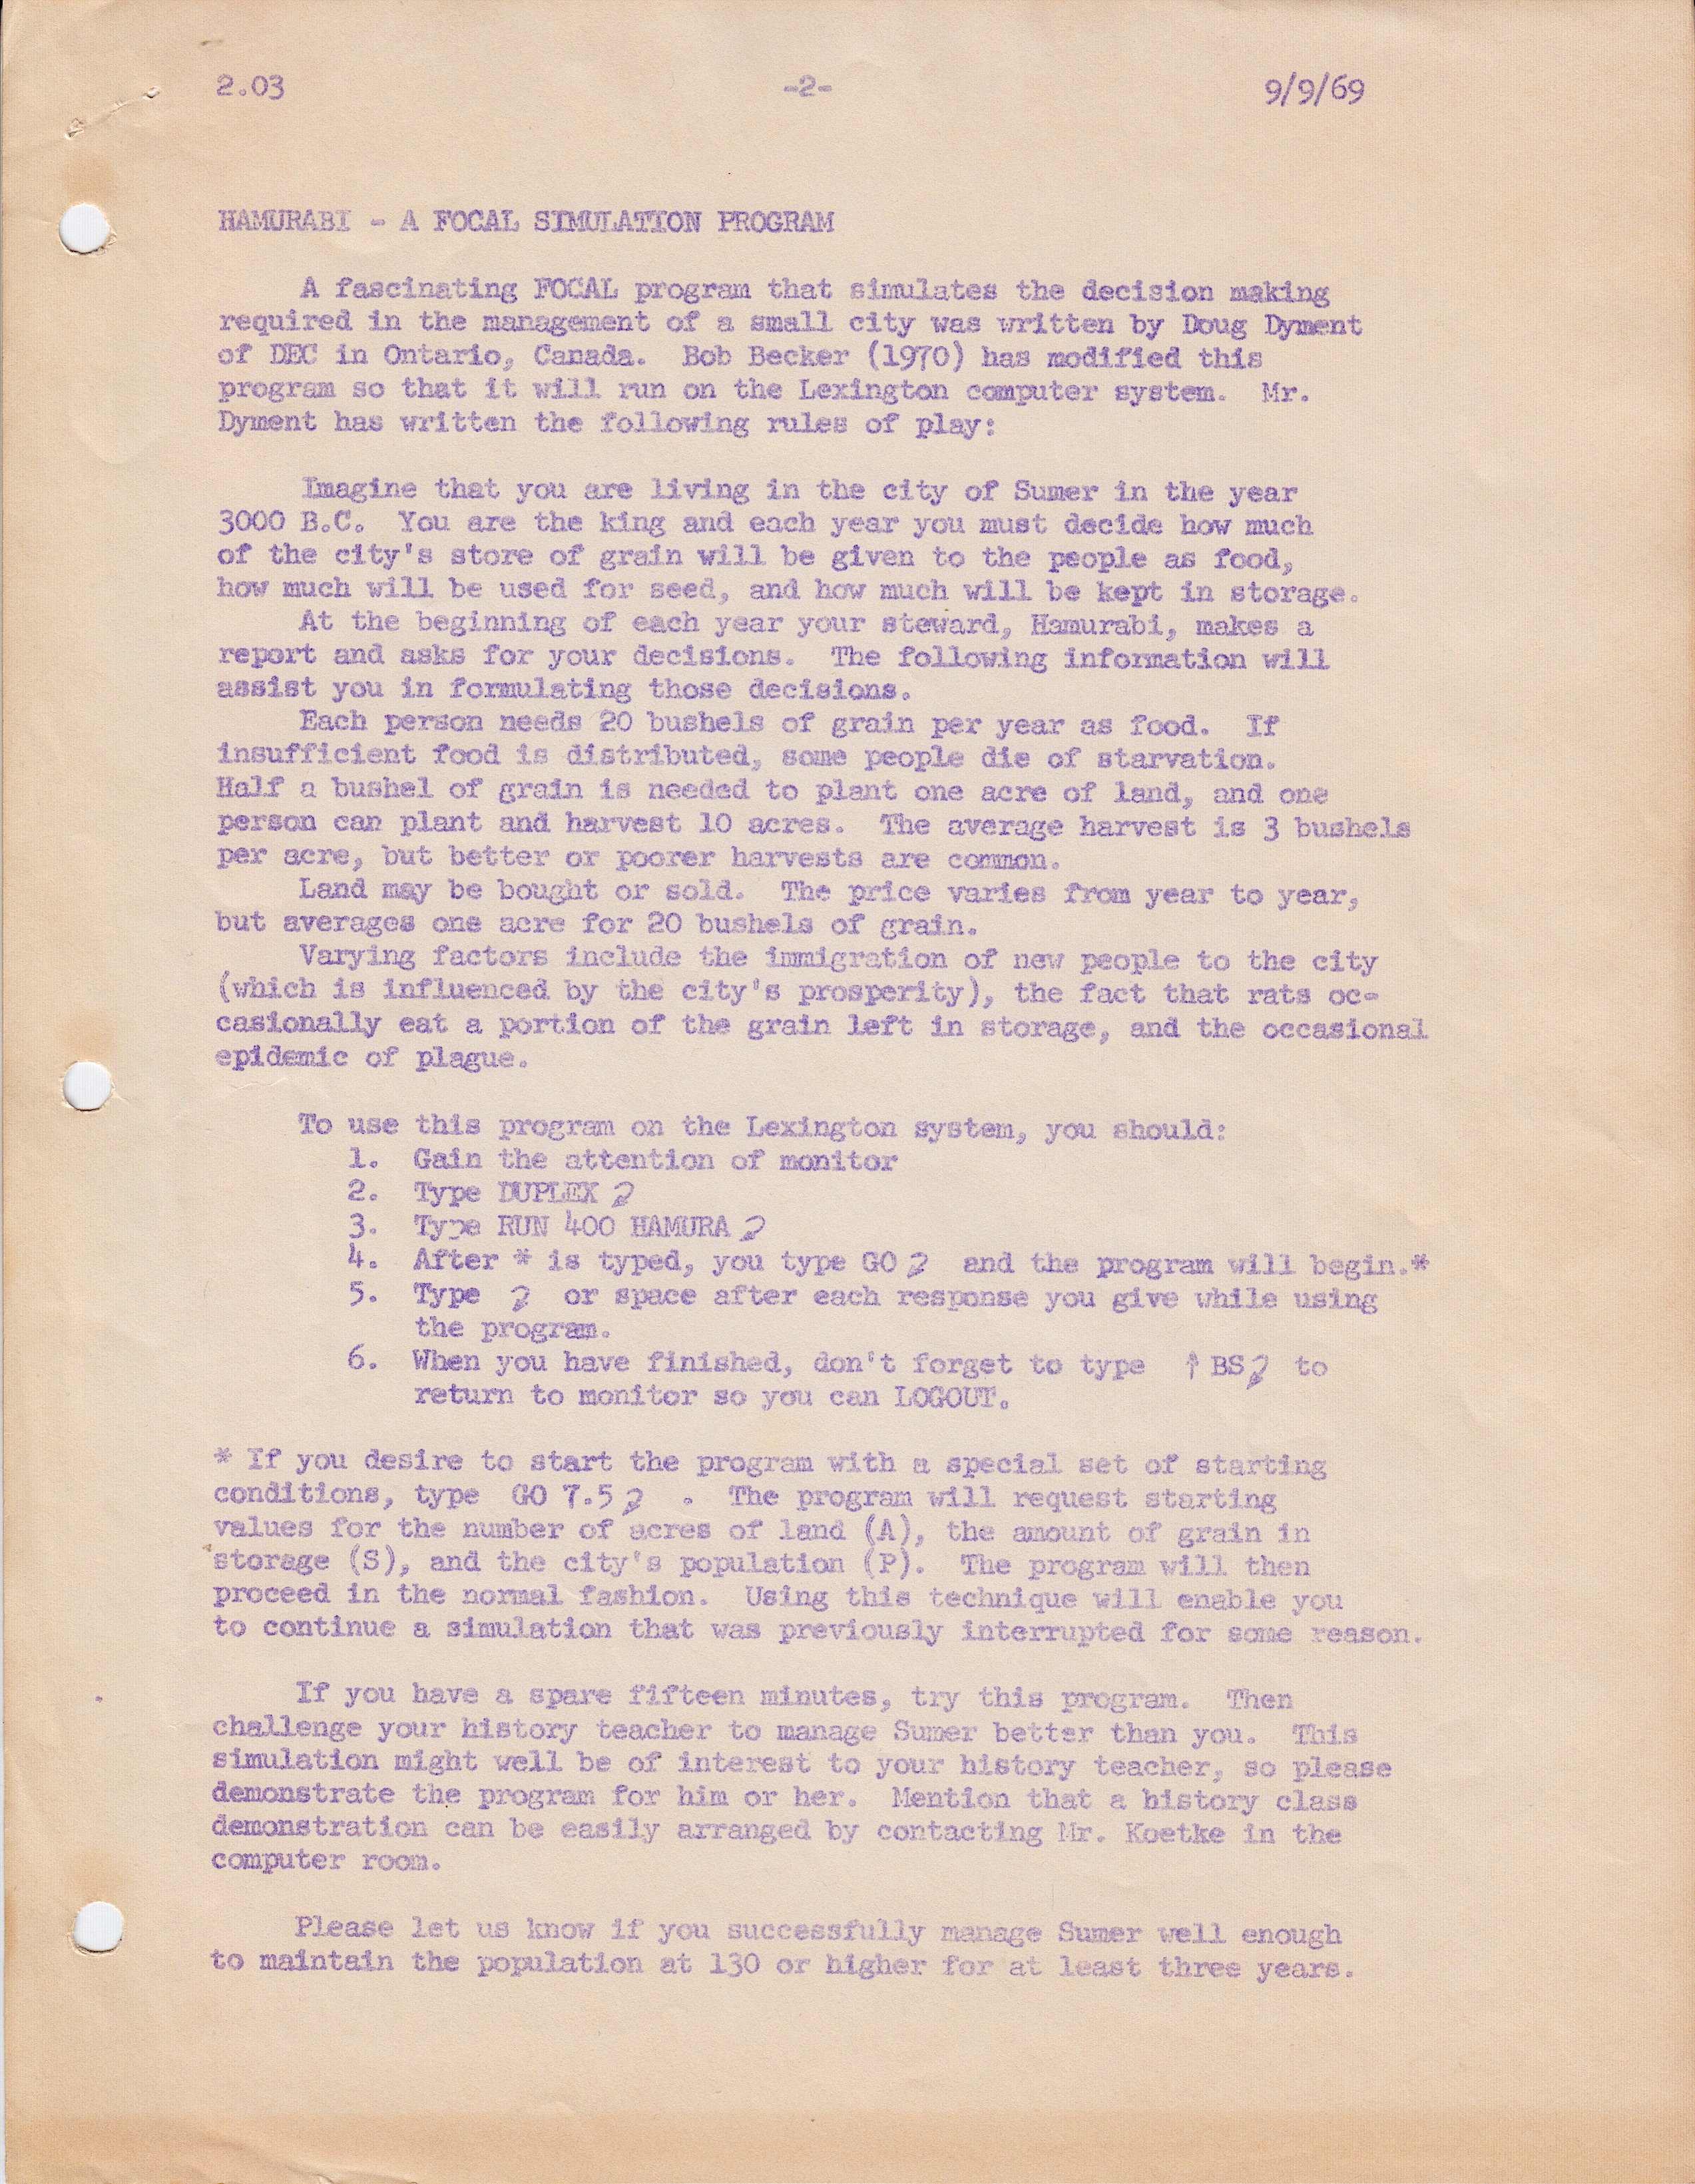 2.03 -2- 9/9/69
HAMURABI - A FOCAL SIMULATION PROGRAM
A fascinating FOCAL program that simulates the decision making
required in the management of a small city was written by Doug Dyment
of DEC in Ontario, Canada. Bob Becker (1970) has modified this
program so that it will run on the Lexington computer system. Mr.
Dyment has written the following rules of play:
Imagine that you are living in the city of Sumer in the year
3000 B.C. You are the king and each year you must decide how much
of the city's store of grain will be given to the people as food,
how much will be used for seed, and how much will be kept in storage.
At the beginning of each year your steward, Hamurabi, makes a
report and asks for your decisions. The following information will
assist you in formulating those decisions.
Each person needs 20 bushels of grain per year as food. If
insufficient food is distributed, some people die of starvation.
Half a bushel of grain is needed to plant one acre of land, and one
person can plant and harvest 10 acres. The average harvest is 3 bushels
per acre, but better or poorer harvests are common.
Land may be bought or sold. The price varies from year to year,
but averages one acre for 20 bushels of grain.
Varying factors include the immigration of new people to the city
(which is influenced by the city's prosperity), the fact that rats oc-
casionally eat a portion of the grain left in storage, and the occasional
epidemic of plague.
To use this program on the Lexington system, you should:
1. Gain the attention of monitor
2. Type DUPLEX ⤶
3. Type RUN 400 HAMURA ⤶
4. After * is typed, you type GO ⤶ and the program will begin.*
5. Type ⤶ or space after each response you give while using
the program.
6. When you have finished, don't forget to type ↑ BS ⤶ to
return to monitor so you can LOGOUT.
* If you desire to start the program with a special set of starting
conditions, type GO 7.5 ⤶ . The program will request starting
values for the number of acres of land (A), the amount of grain in
storage (S), and the city's population (P). The program will then
proceed in the normal fashion. Using this technique will enable you
to continue a simulation that was previously interrupted for some reason.
If you have a spare fifteen minutes, try this program. Then
challenge your history teacher to manage Sumer better than you. This
simulation might well be of interest to your history teacher, so please
demonstrate the program for him or her. Mention that a history class
demonstration can be easily arranged by contacting Mr. Koetke in the
computer room.
Please let us know if you successfully manage Sumer well enough
to maintain the population at 130 or higher for at least three years.